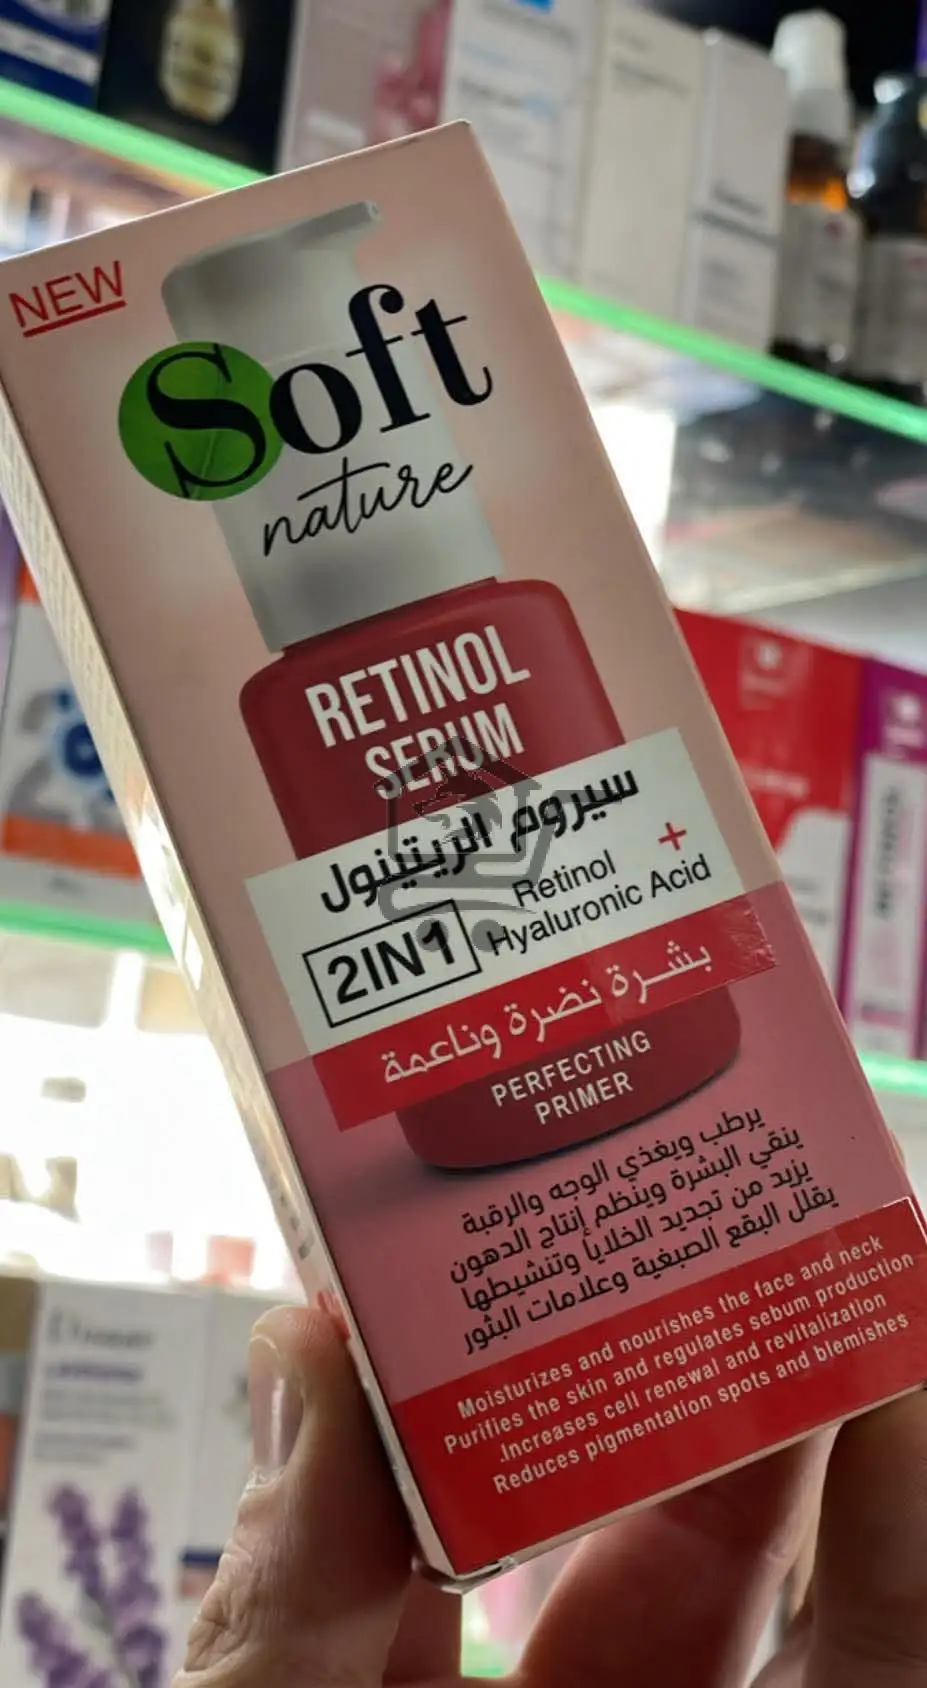 NEW
Soft
nature
RETINOL
SERUM
سيروم الريتينول
2IN1
Retinol +
Hyaluronic Acid
بشرة نضرة وناعمة
PERFECTING
PRIMER
يرطب ويغذي الوجه والرقبة
ينقي البشرة وينظم إنتاج الدهون
يزيد من تجديد الخلايا وتنشيطها
يقلل البقع الصبغية وعلامات البثور
Moisturizes and nourishes the face and neck
Purifies the skin and regulates sebum production
.Increases cell renewal and revitalization
Reduces pigmentation spots and blemishes